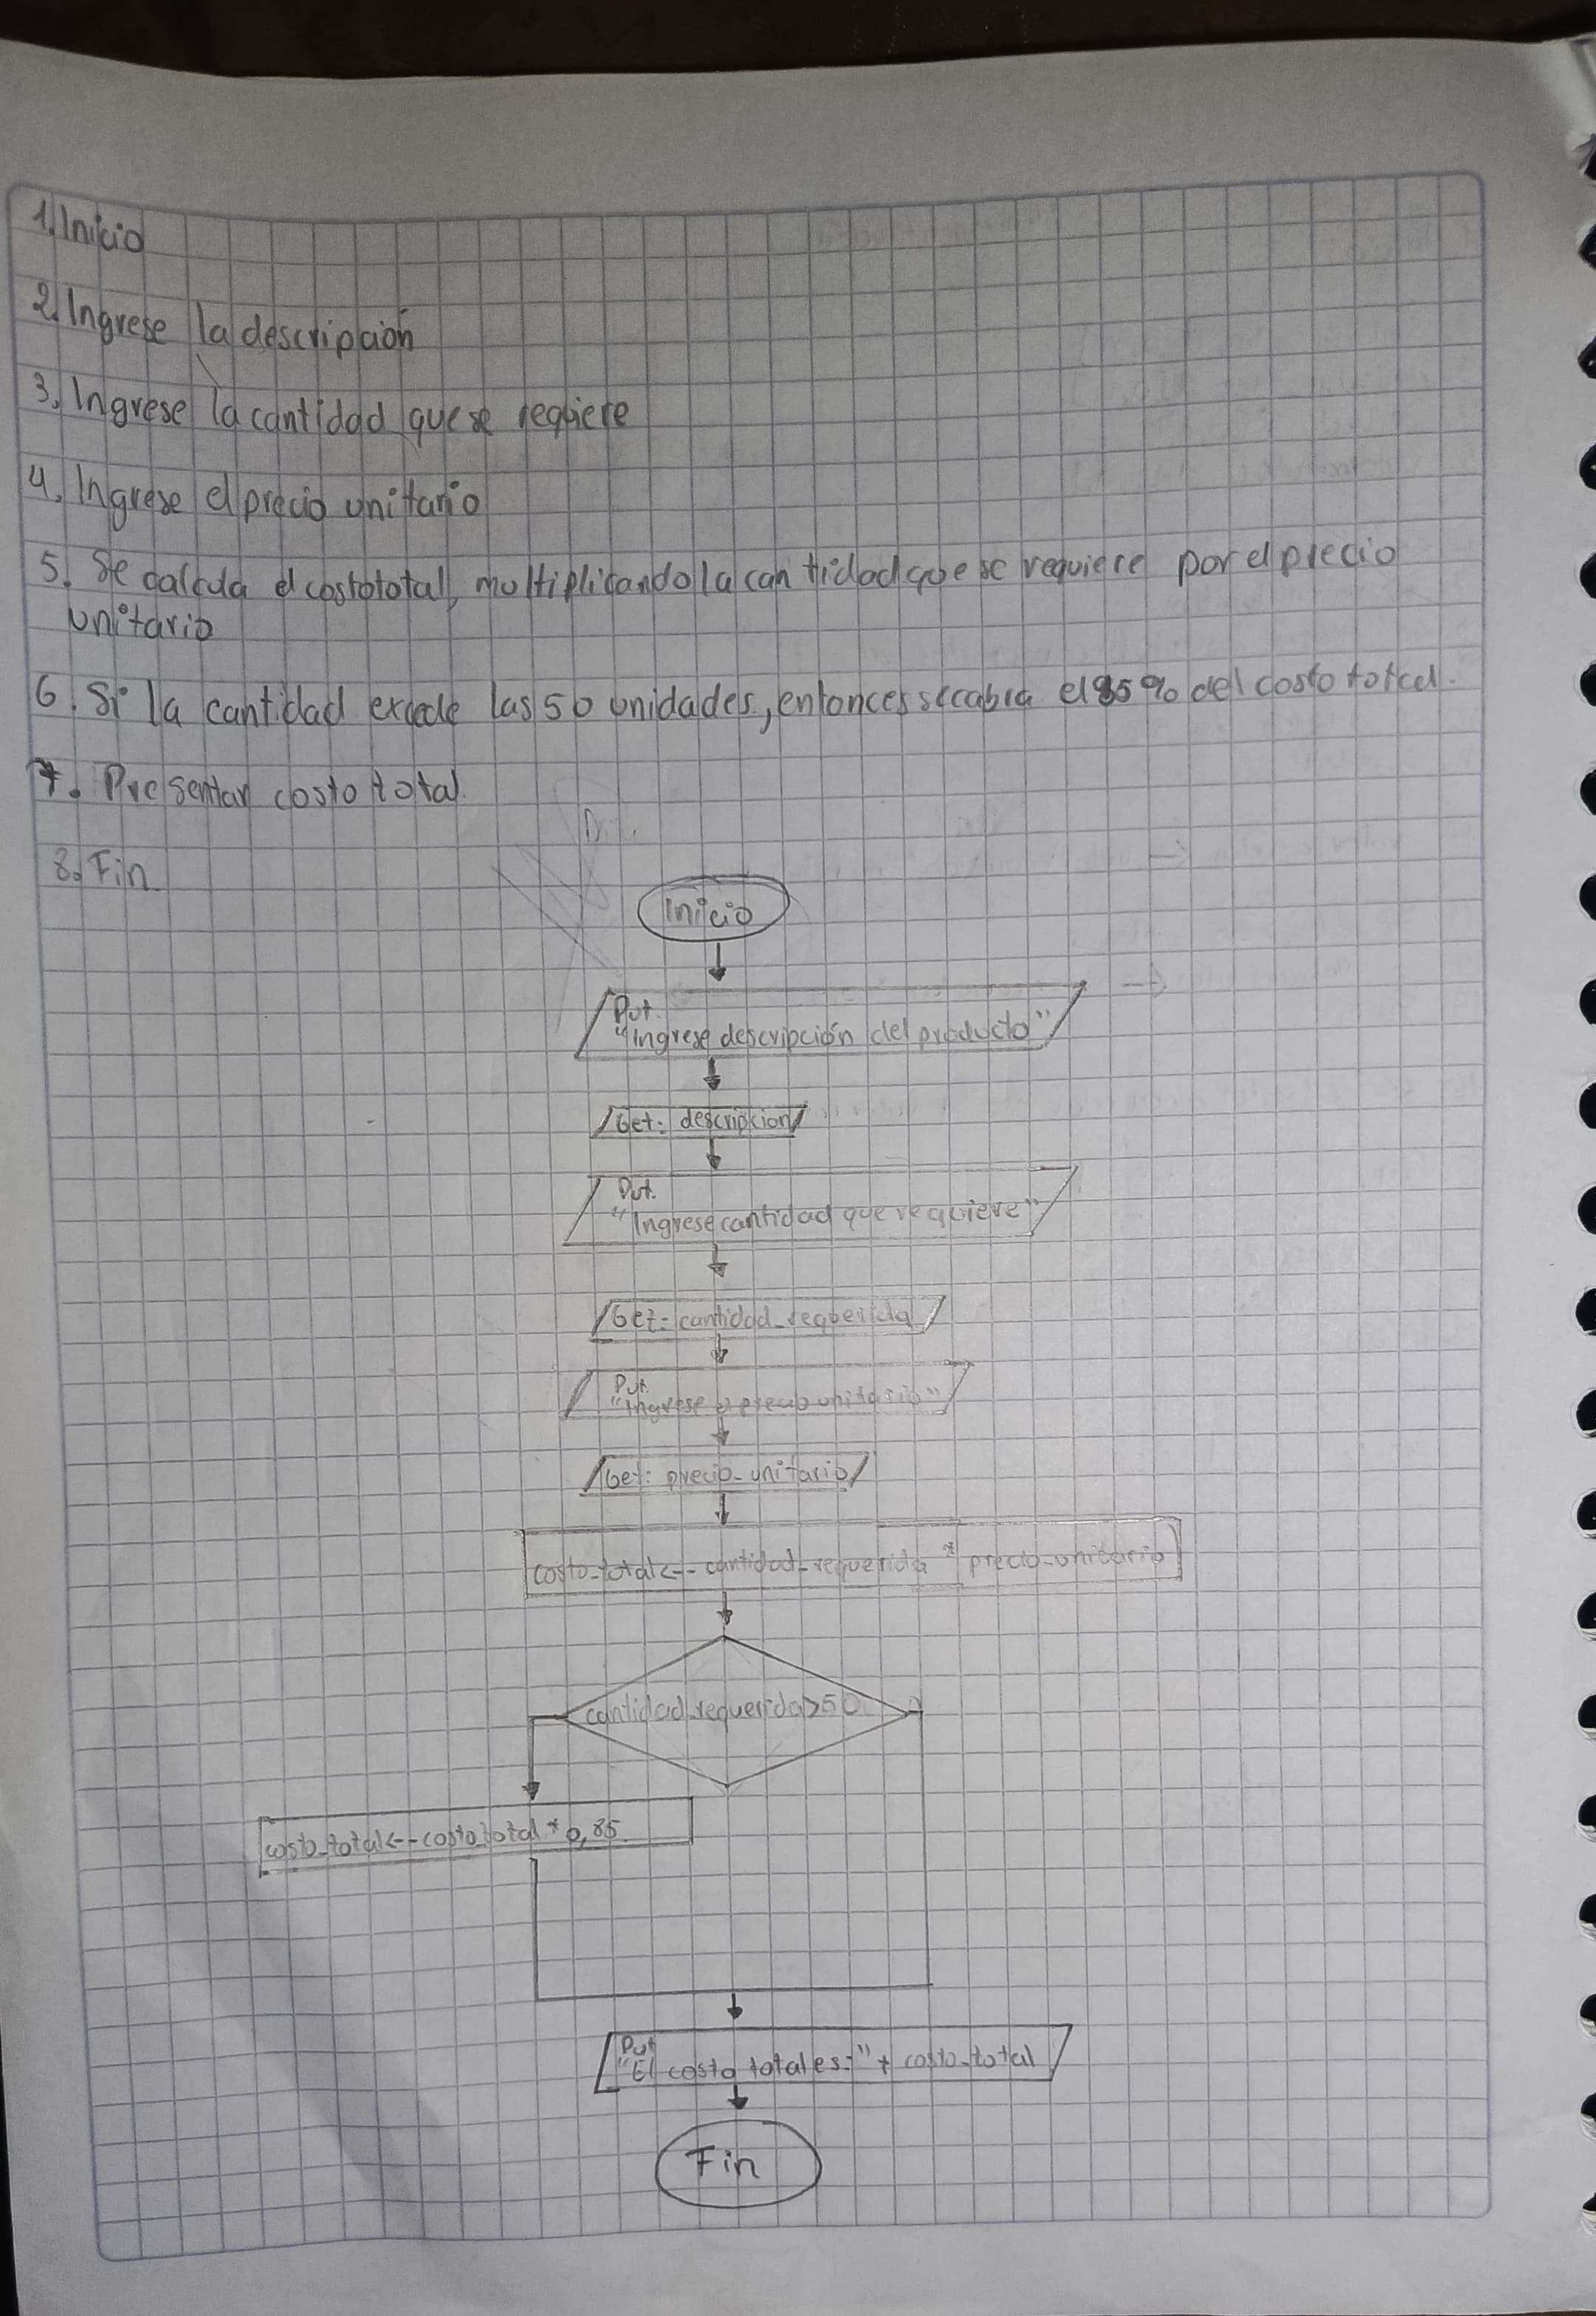 1. Inicio
2. Ingrese la descripción
3. Ingrese la cantidad que se requiere
4. Ingrese el precio unitario
5. Se calcula el costo total, multiplicando la cantidad que se requiere por el precio
unitario
6. Si la cantidad excede las 50 unidades, entonces se cabra el 85% del costo total.
7. Presentar costo total.
8. Fin
Inicio
Put.
"Ingrese descripción del producto"
Get: descripcion
Put.
"Ingrese cantidad que requiere"
Get: cantidad_requerida
Put.
"Ingrese el precio unitario"
Get: precio_unitario
costo_total<-- cantidad_requerida * precio_unitario
cantidad_requerida>50
costo_total<--costo_total * 0,85
Put
"El costo total es:" + costo_total
Fin